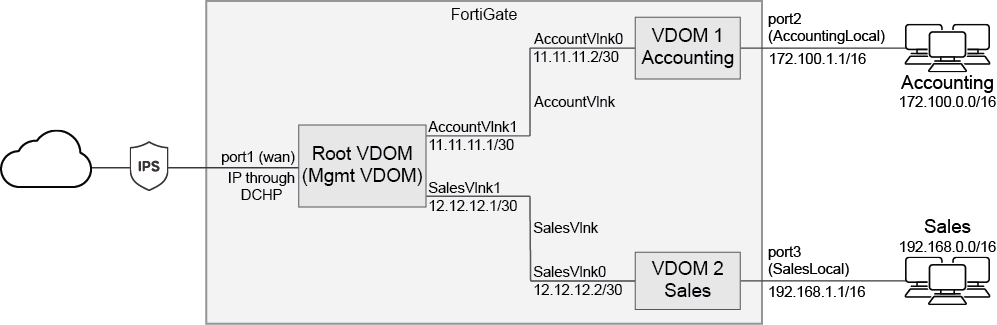 FortiGate
port2
(AccountingLocal)
172.100.1.1/16
VDOM 1
Accounting
AccountVlnk0
11.11.11.2/30
Accounting
172.100.0.0/16
AccountVlnk
AccountVlnk1
11.11.11.1/30
IPS
port1 (wan)
IP through
DCHP
Root VDOM
(Mgmt VDOM)
SalesVlnk1
12.12.12.1/30
SalesVlnk
Sales
192.168.0.0/16
SalesVlnk0
12.12.12.2/30
VDOM 2
Sales
port3
(SalesLocal)
192.168.1.1/16